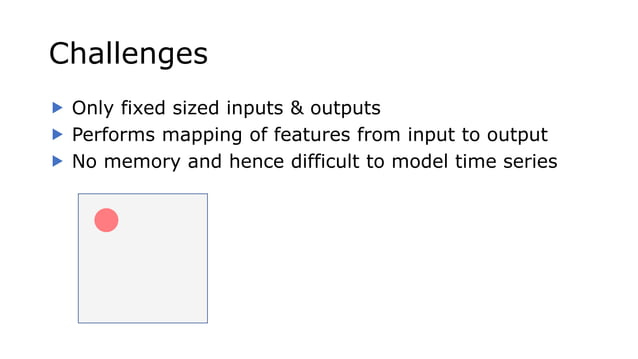 Challenges
Only fixed sized inputs & outputs
Performs mapping of features from input to output
No memory and hence difficult to model time series